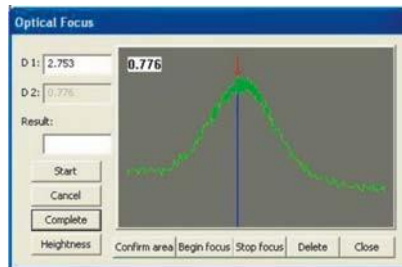 Optical Focus
D 1: 2.753
0.776
D 2: 0.776
Result:
Start
Cancel
Complete
Heightness
Confirm area Begin focus Stop focus Delete Close